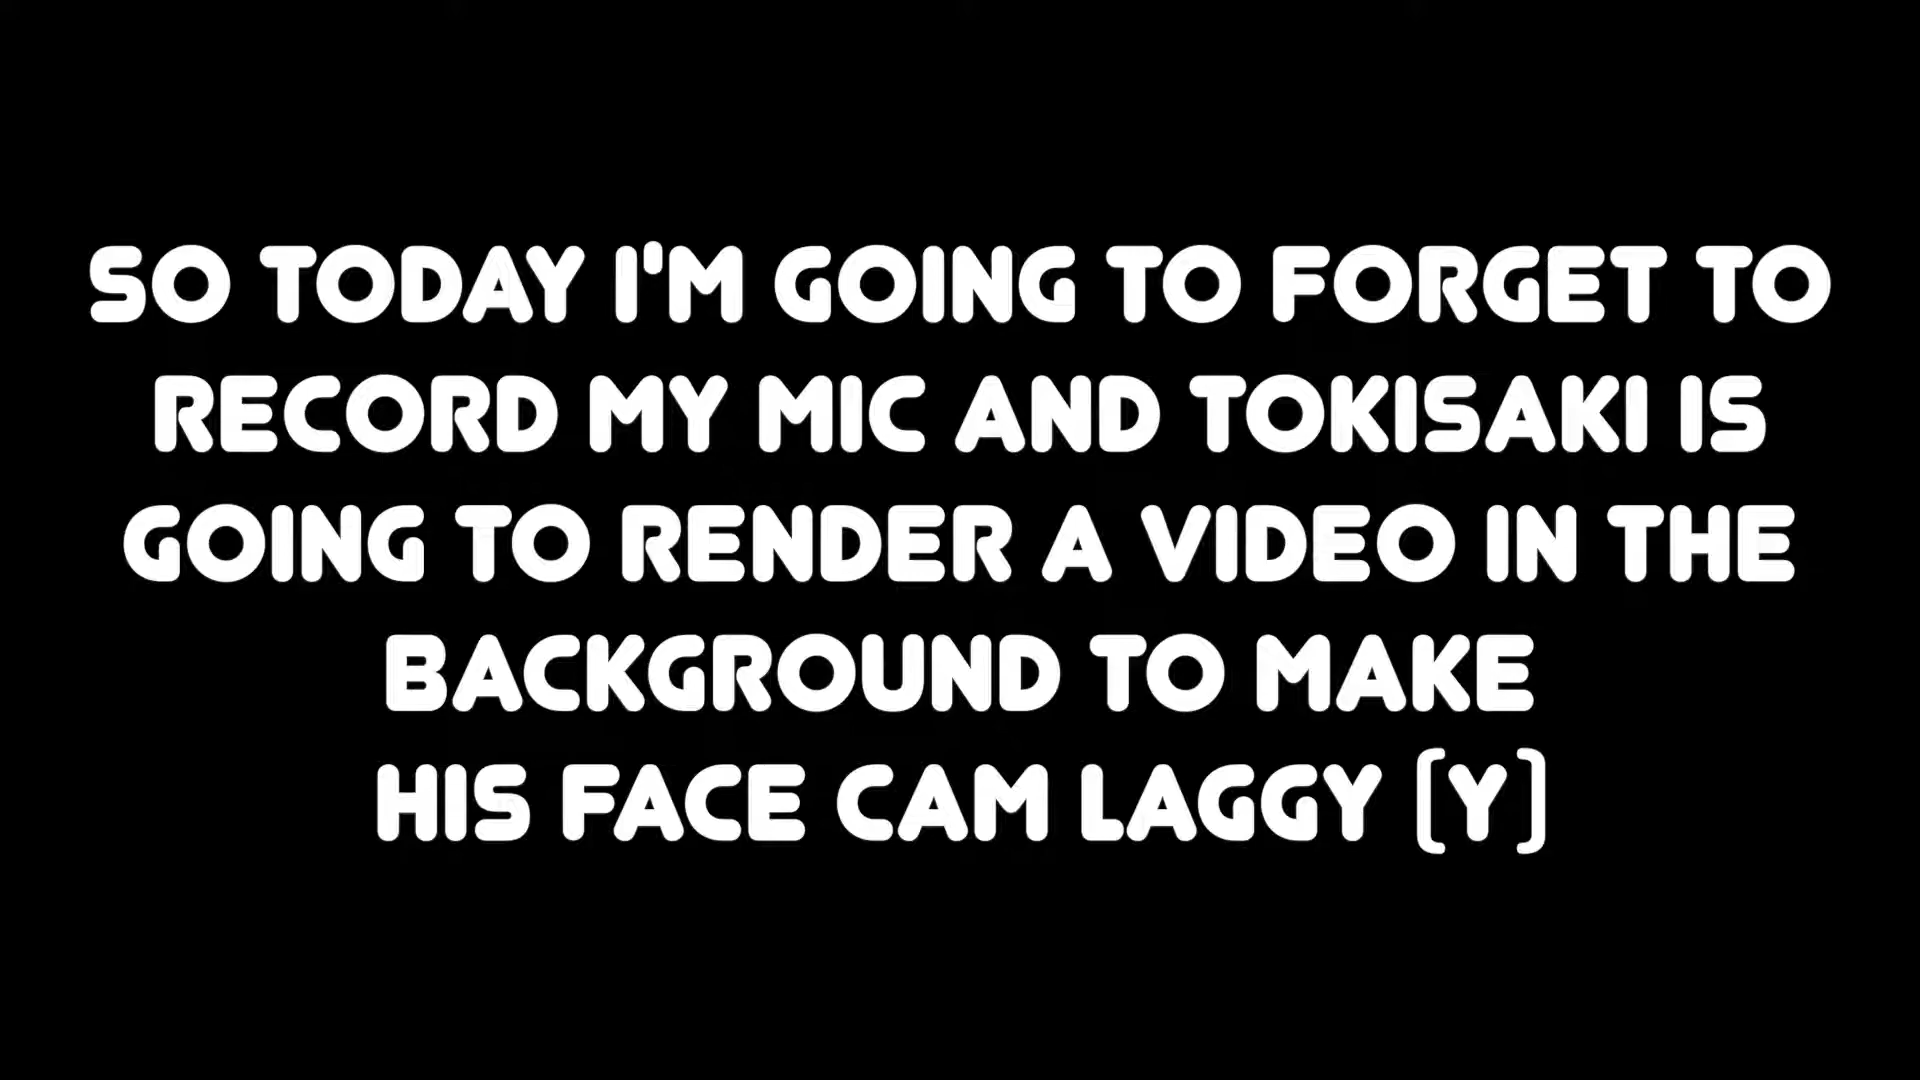 SO TODAY I'M GOING TO FORGET TO
RECORD MY MIC AND TOKISAKI IS
GOING TO RENDER A VIDEO IN THE
BACKGROUND TO MAKE
HIS FACE CAM LAGGY (Y)